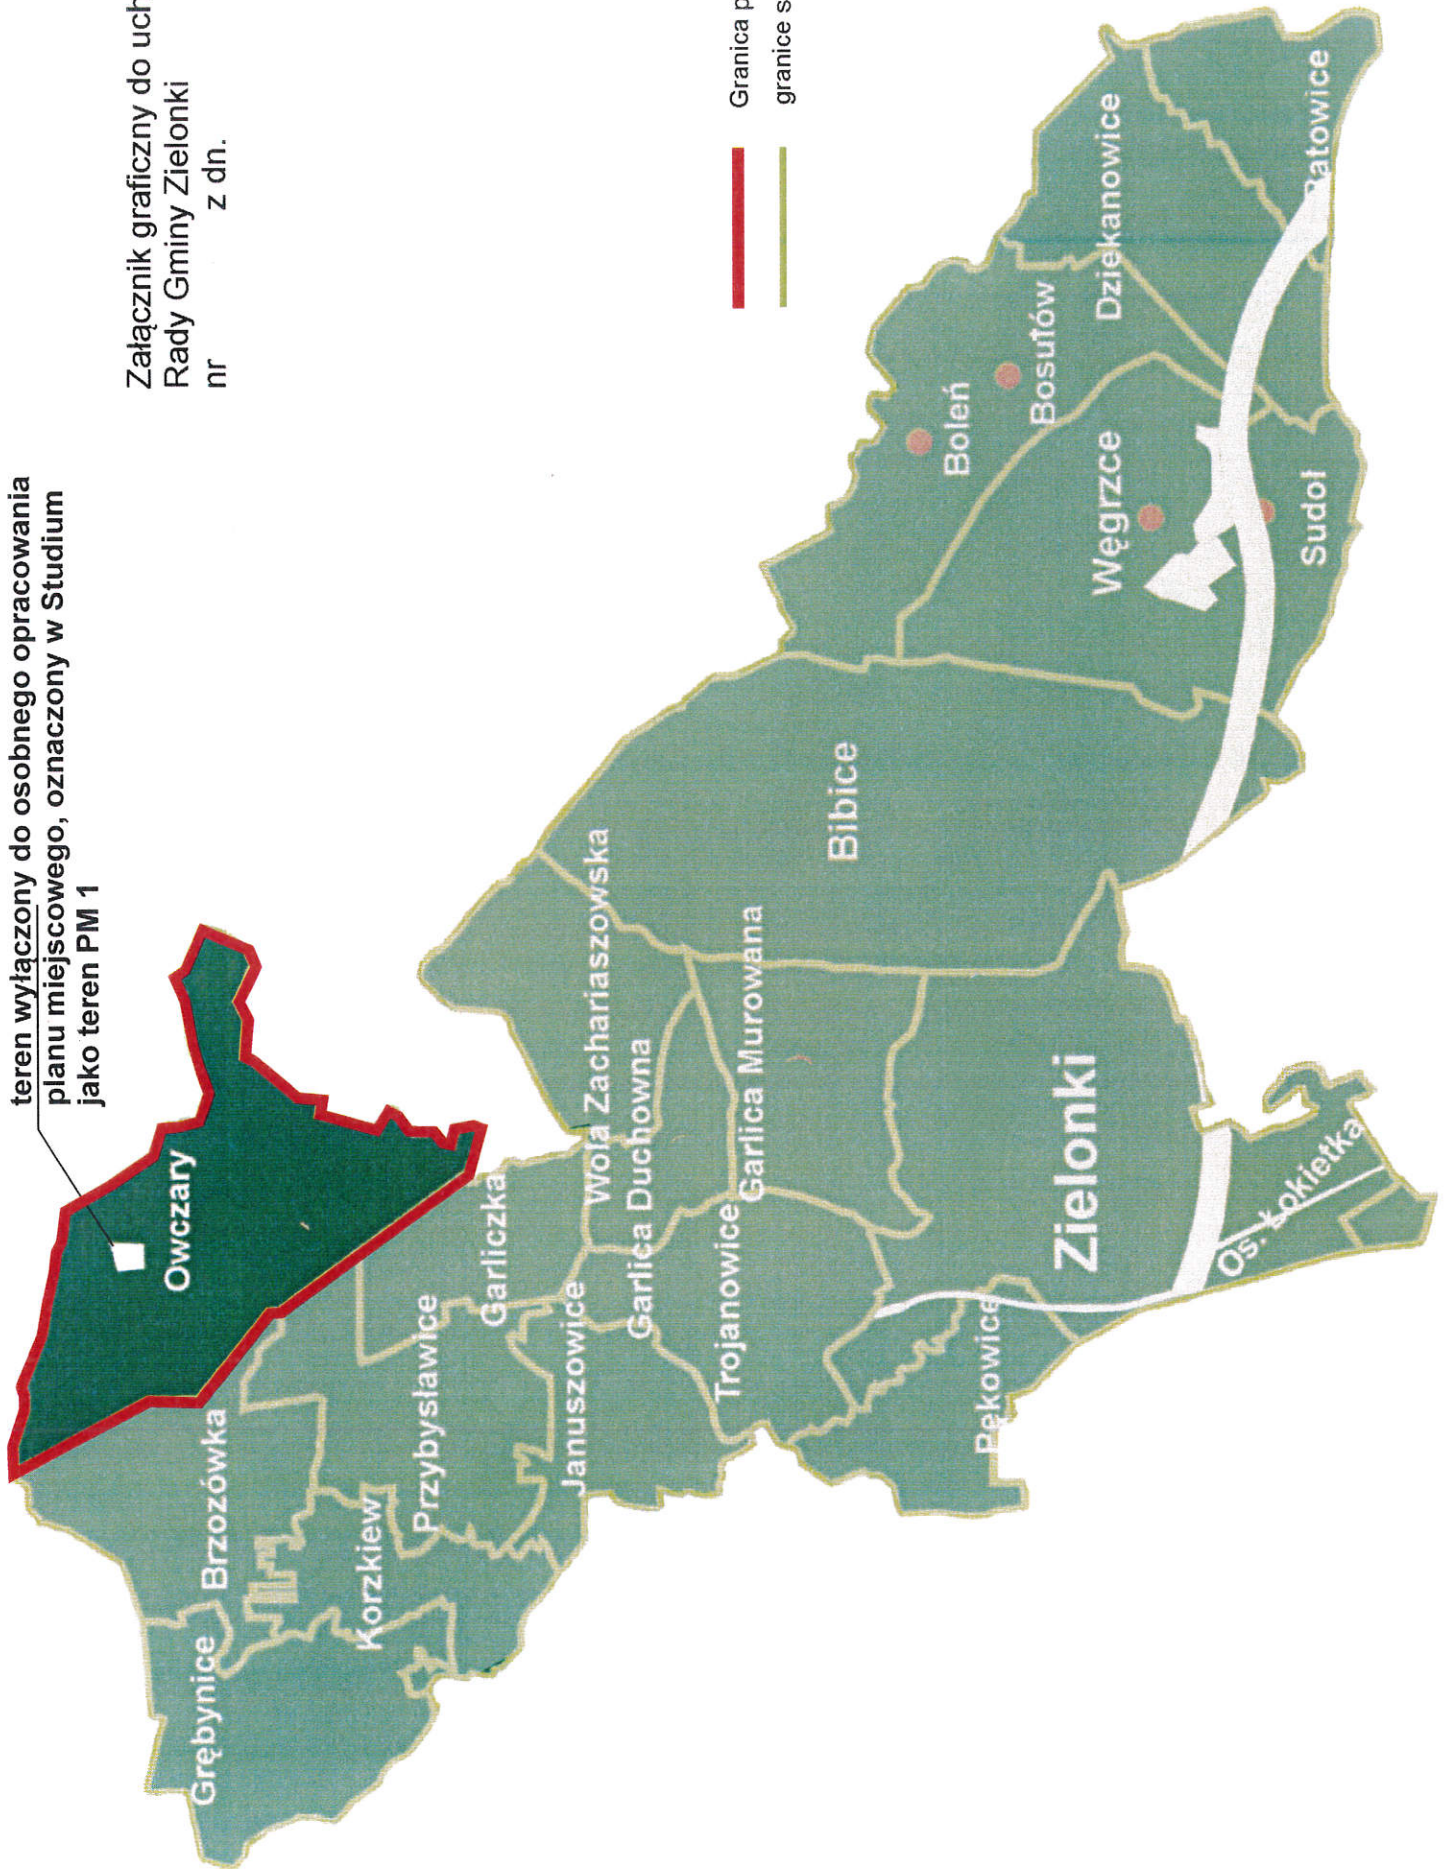 teren wyłączony do osobnego opracowania
planu miejscowego, oznaczony w Studium
jako teren PM 1
Załącznik graficzny do uch
Rady Gminy Zielonki
nr z dn.
Granica p
granice s
Owczary
Brzozówka
Grębynice
Korzkiew
Przybysławice
Garliczka
Januszowice
Wola Zachariaszowska
Garlica Duchowna
Garlica Murowana
Trojanowice
Bibice
Pękowice
Zielonki
Os. Łokietka
Boleń
Bosutów
Dziekanowice
Węgrzce
Sudoł
Batowice